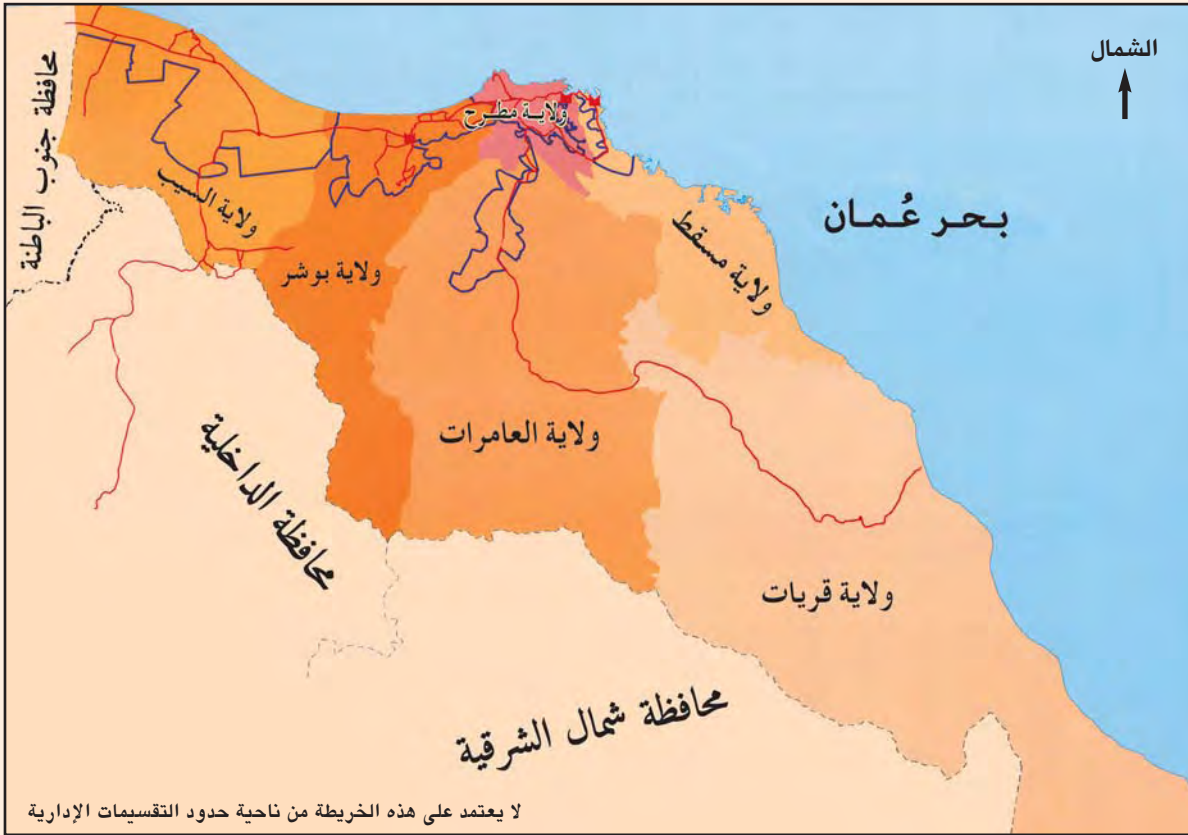 الشمال
محافظة جنوب الباطنة
ولاية مطرح
ولاية السيب
ولاية بوشر
ولاية مسقط
بحر عُمان
ولاية العامرات
محافظة الداخلية
ولاية قريات
محافظة شمال الشرقية
لا يعتمد على هذه الخريطة من ناحية حدود التقسيمات الإدارية